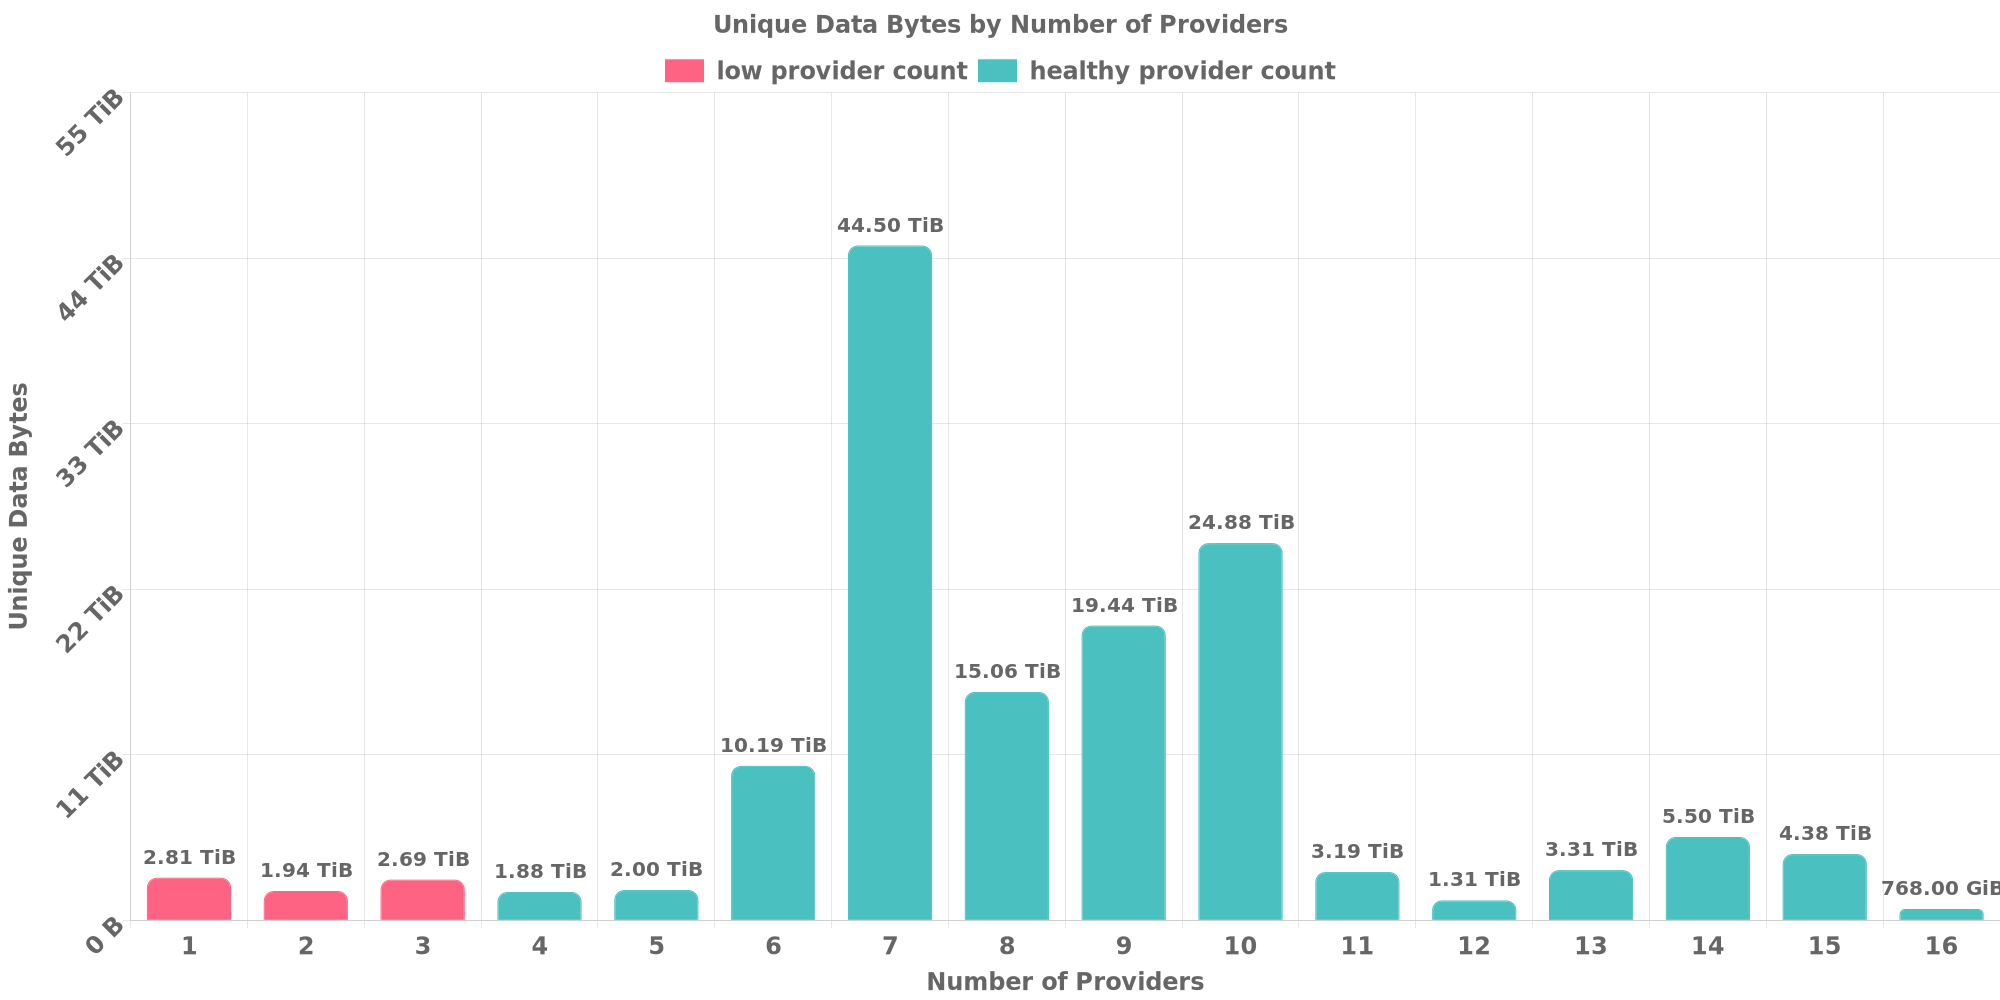 Unique Data Bytes by Number of Providers
low provider count healthy provider count
55 TiB
44 TiB
33 TiB
22 TiB
11 TiB
0 B
Unique Data Bytes
2.81 TiB
1.94 TiB
2.69 TiB
1.88 TiB
2.00 TiB
10.19 TiB
44.50 TiB
15.06 TiB
19.44 TiB
24.88 TiB
3.19 TiB
1.31 TiB
3.31 TiB
5.50 TiB
4.38 TiB
768.00 GiB
1 2 3 4 5 6 7 8 9 10 11 12 13 14 15 16
Number of Providers